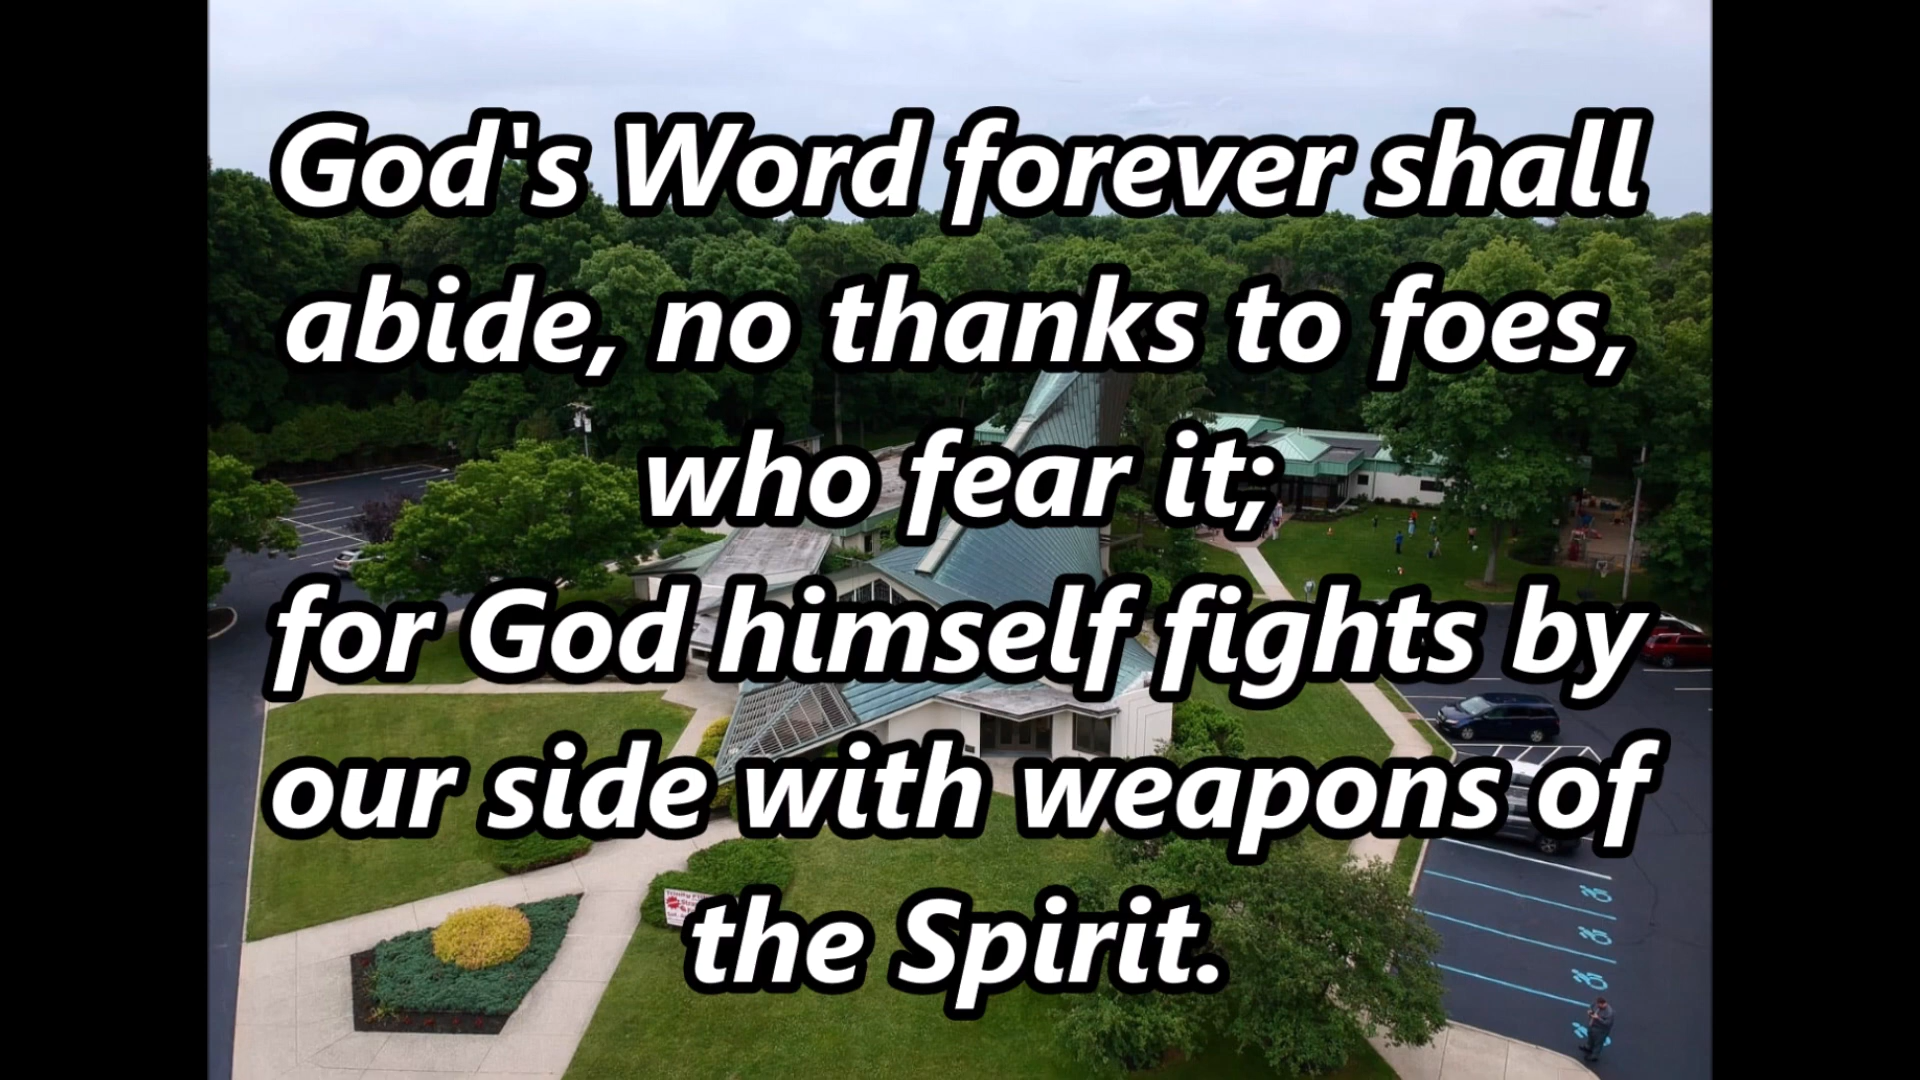 God's Word forever shall
abide, no thanks to foes,
who fear it;
for God himself fights by
our side with weapons of
the Spirit.